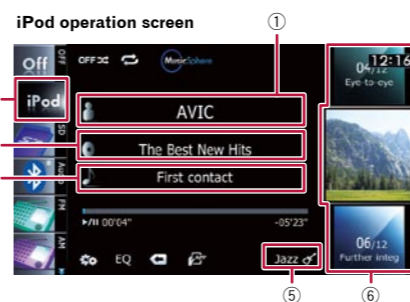 iPod operation screen
①
Off
OFF
OFF
MusicSphere
04/12
12:16
Eye-to-eye
iPod
AVIC
SD
The Best New Hits
Audio
First contact
FM
▶/II 00'04"
-05'23"
AM
EQ
Jazz
06/12
Further integ
⑤
⑥